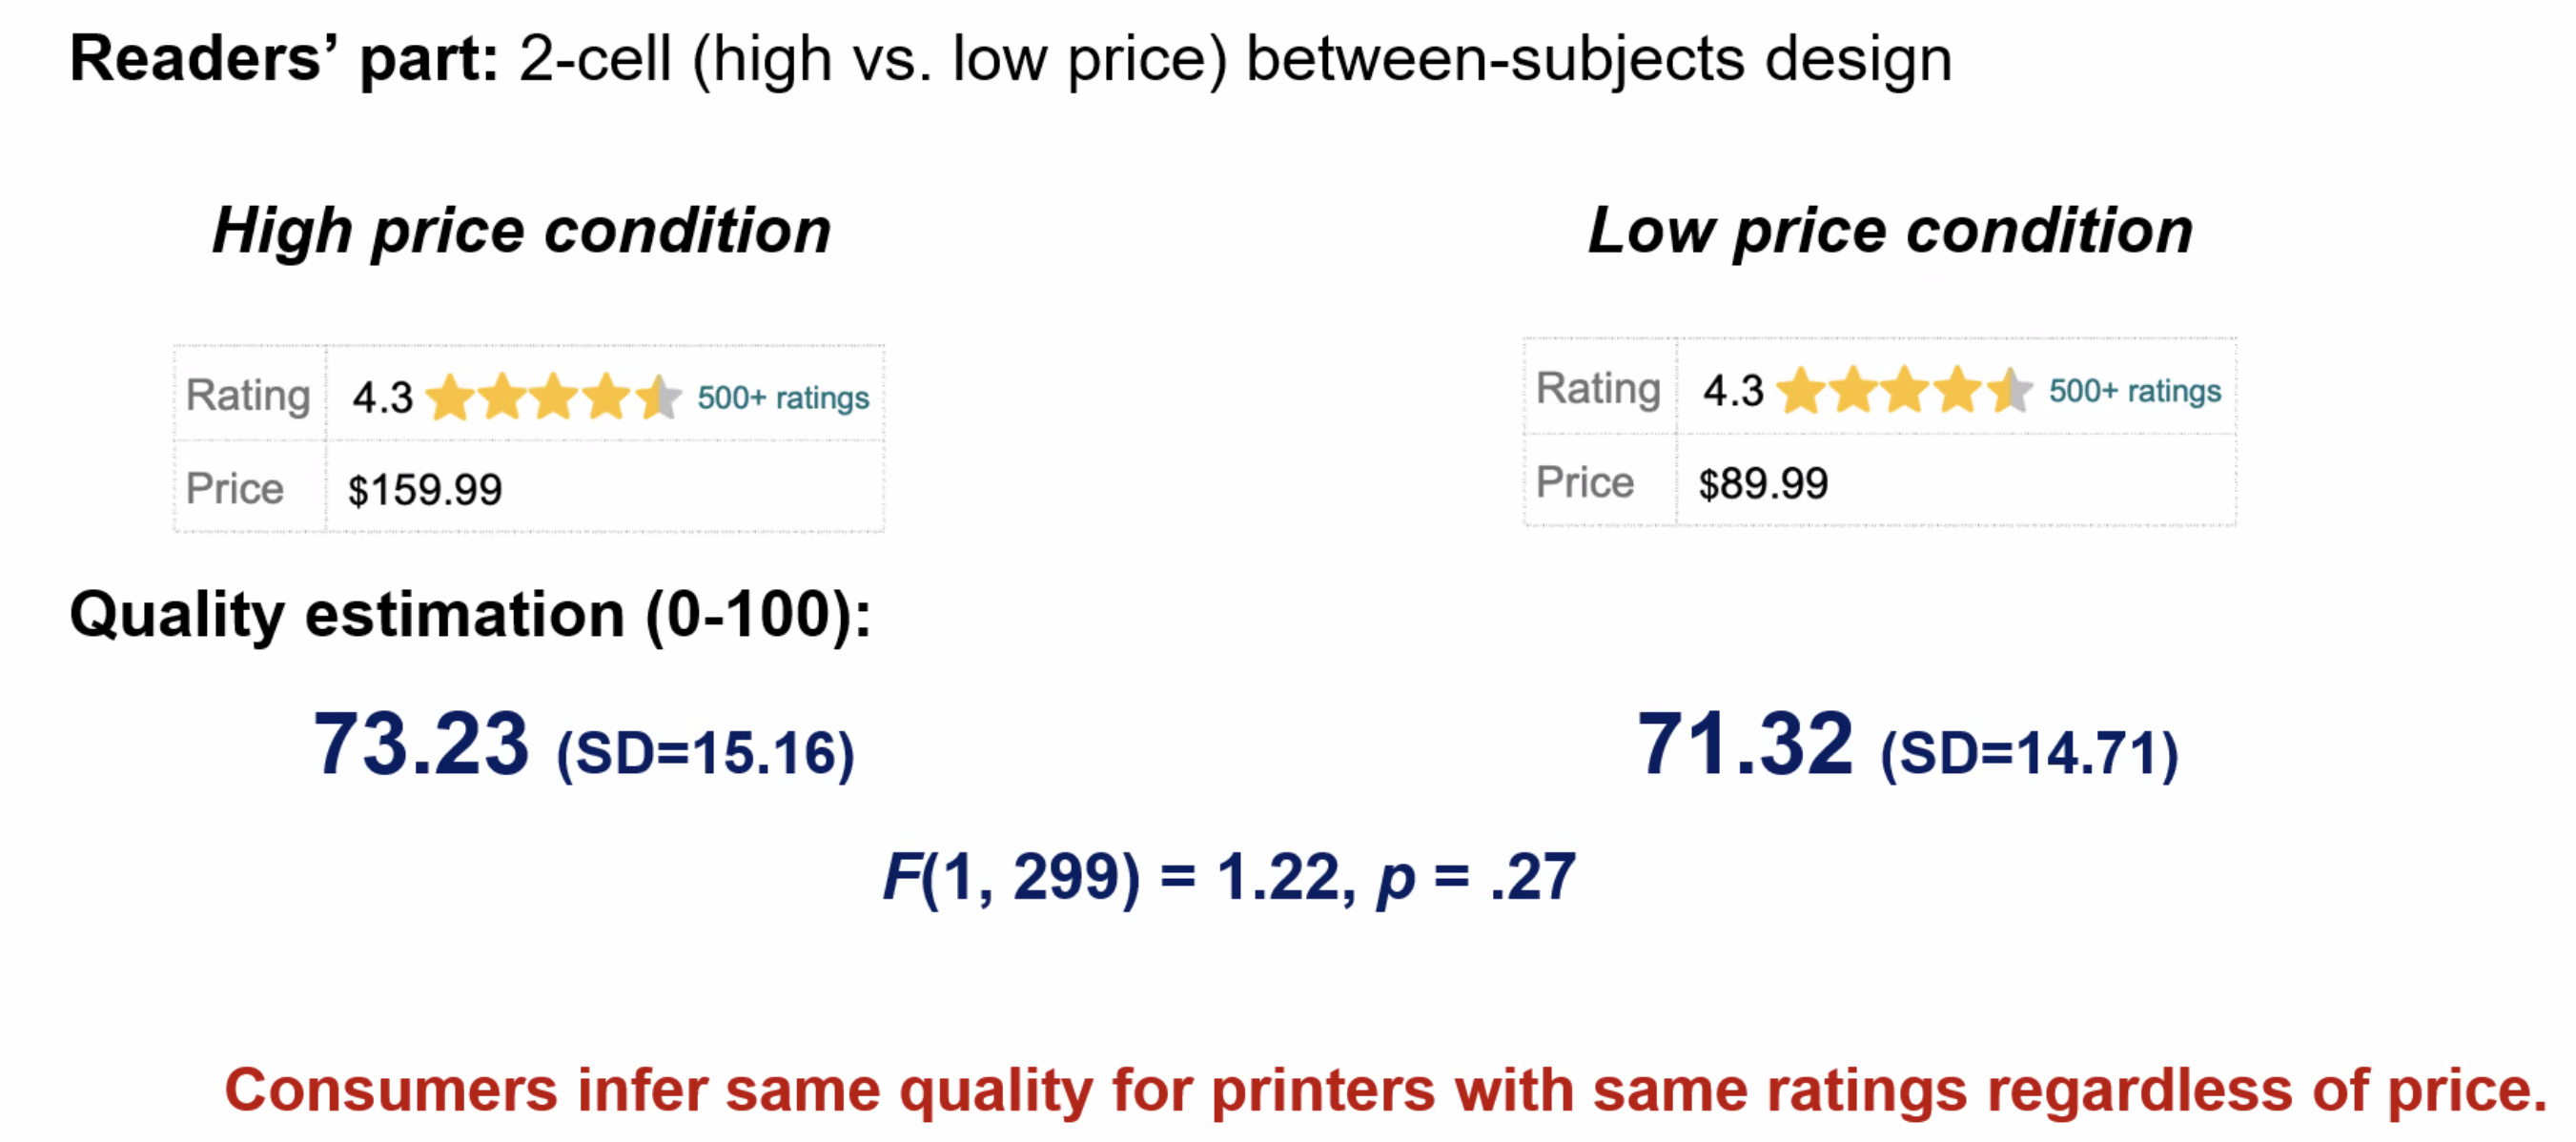 Readers’ part: 2-cell (high vs. low price) between-subjects design
High price condition
Low price condition
Rating 4.3 500+ ratings
Price $159.99
Rating 4.3 500+ ratings
Price $89.99
Quality estimation (0-100):
73.23 (SD=15.16)
71.32 (SD=14.71)
F(1, 299) = 1.22, p = .27
Consumers infer same quality for printers with same ratings regardless of price.